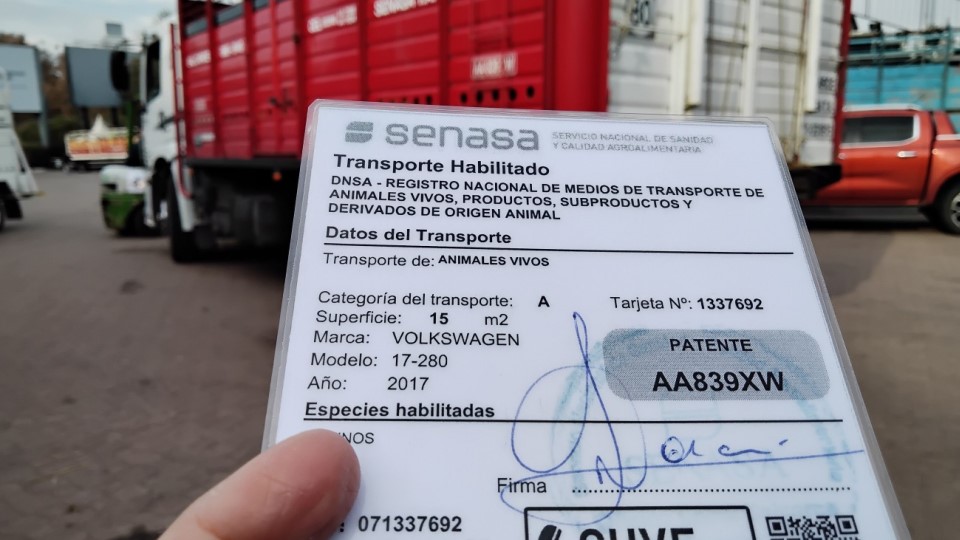 senasa SERVICIO NACIONAL DE SANIDAD
Y CALIDAD AGROALIMENTARIA
Transporte Habilitado
DNSA - REGISTRO NACIONAL DE MEDIOS DE TRANSPORTE DE
ANIMALES VIVOS, PRODUCTOS, SUBPRODUCTOS Y
DERIVADOS DE ORIGEN ANIMAL
Datos del Transporte
Transporte de: ANIMALES VIVOS
Categoría del transporte: A Tarjeta Nº: 1337692
Superficie: 15 m2
Marca: VOLKSWAGEN
PATENTE
Modelo: 17-280
AA839XW
Año: 2017
Especies habilitadas
Firma
071337692